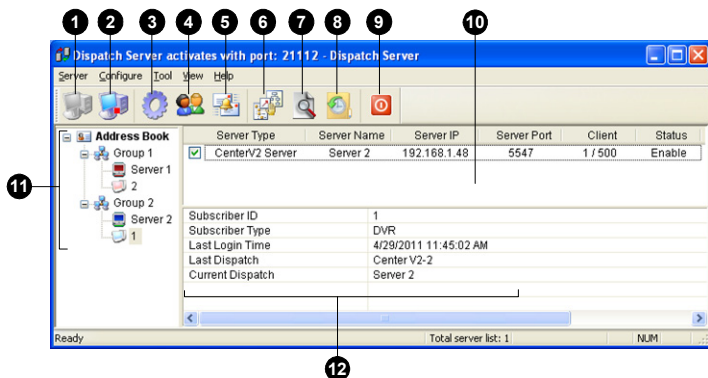 1 2 3 4 5 6 7 8 9 10
Dispatch Server activates with port: 21112 - Dispatch Server
Server Configure Tool View Help
Address Book
Group 1
Server 1
2
Group 2
Server 2
1
11
Server Type Server Name Server IP Server Port Client Status
CenterV2 Server Server 2 192.168.1.48 5547 1 / 500 Enable
Subscriber ID 1
Subscriber Type DVR
Last Login Time 4/29/2011 11:45:02 AM
Last Dispatch Center V2-2
Current Dispatch Server 2
Ready Total server list: 1 NUM
12